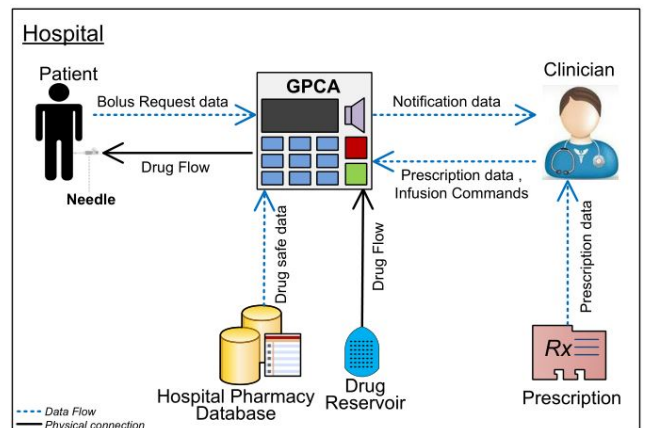 Hospital
Patient
GPCA
Clinician
Bolus Request data
Notification data
Drug Flow
Prescription data ,
Infusion Commands
Needle
Drug safe data
Drug Flow
Prescription data
Rx
Hospital Pharmacy
Database
Drug
Reservoir
Prescription
Data Flow
Physical connection